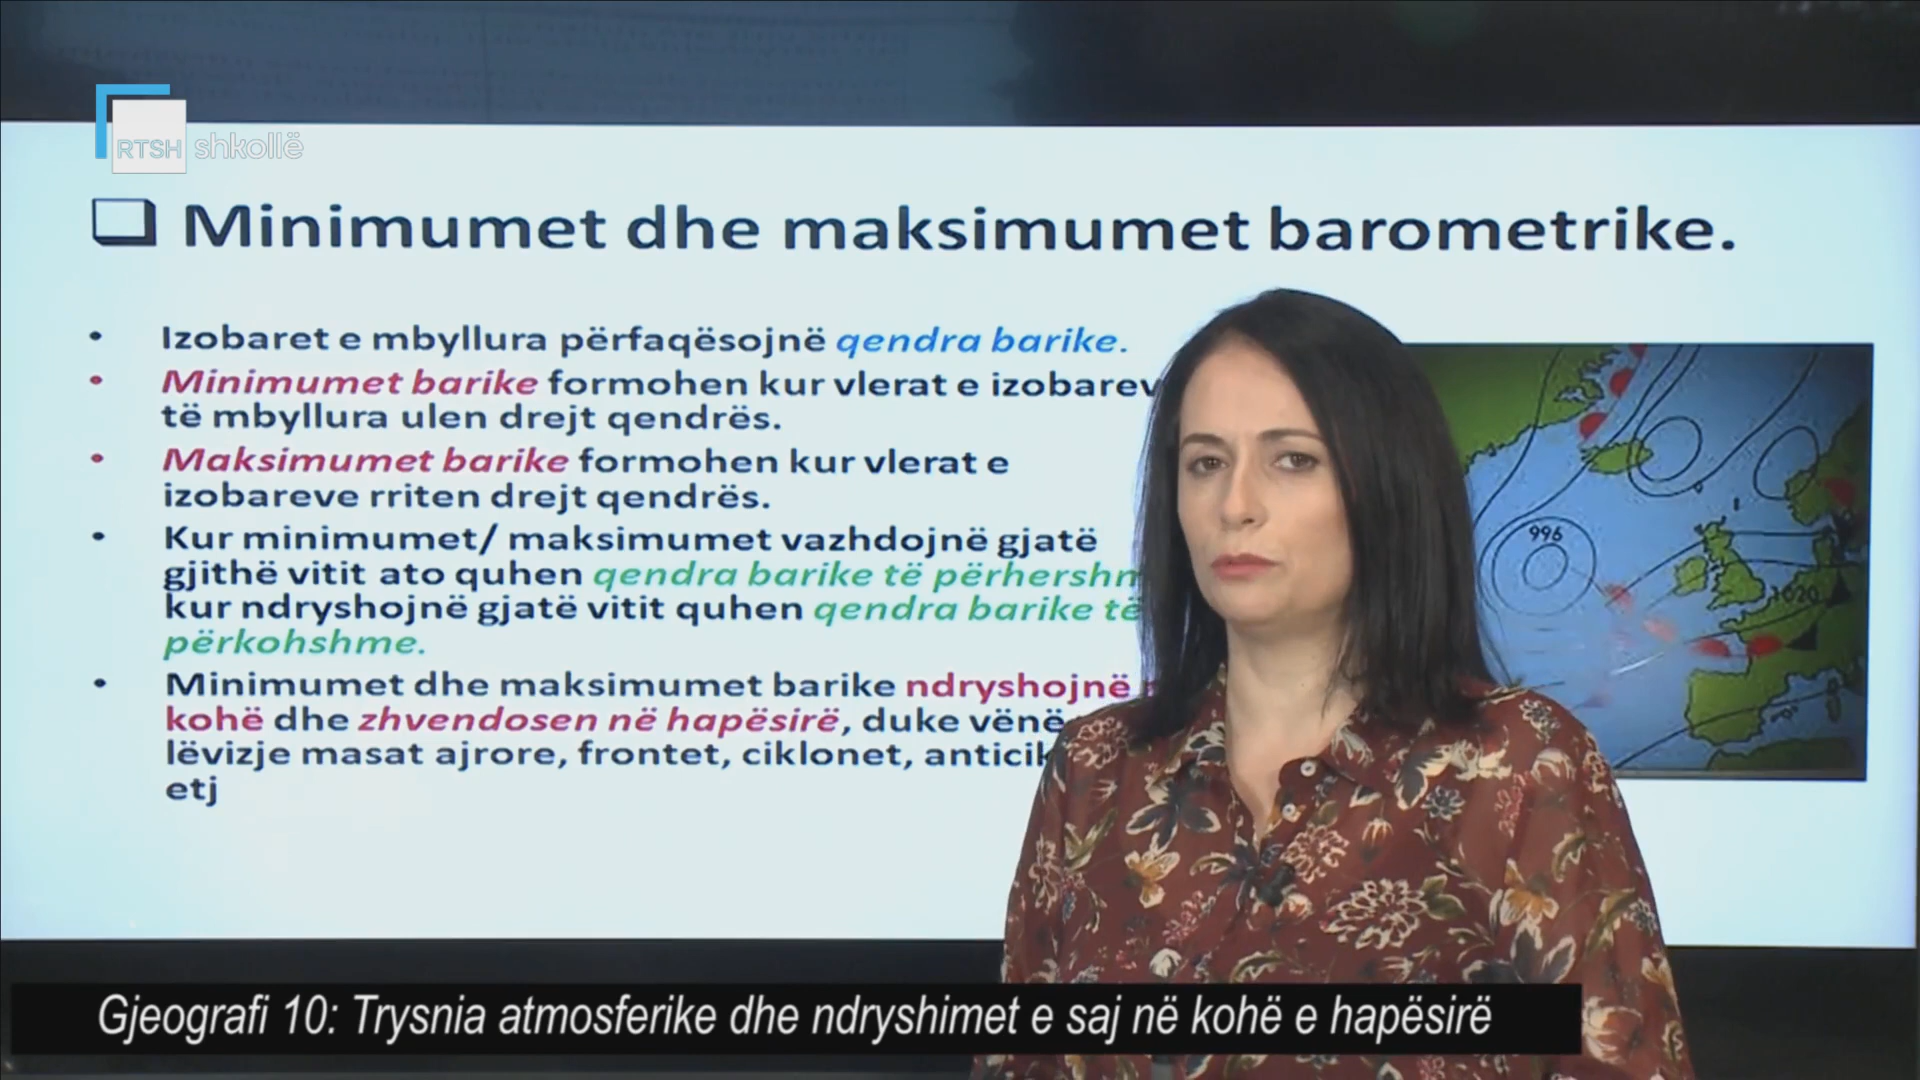 RTSH shkollë
Minimumet dhe maksimumet barometrike.
• Izobaret e mbyllura përfaqësojnë qendra barike.
• Minimumet barike formohen kur vlerat e izobarev
të mbyllura ulen drejt qendrës.
• Maksimumet barike formohen kur vlerat e
izobareve rriten drejt qendrës.
• Kur minimumet/ maksimumet vazhdojnë gjatë
gjithë vitit ato quhen qendra barike të përhershm
kur ndryshojnë gjatë vitit quhen qendra barike të
përkohshme.
• Minimumet dhe maksimumet barike ndryshojnë
kohë dhe zhvendosen në hapësirë, duke vënë
lëvizje masat ajrore, frontet, ciklonet, anticik
etj
996
1020
Gjeografi 10: Trysnia atmosferike dhe ndryshimet e saj në kohë e hapësirë